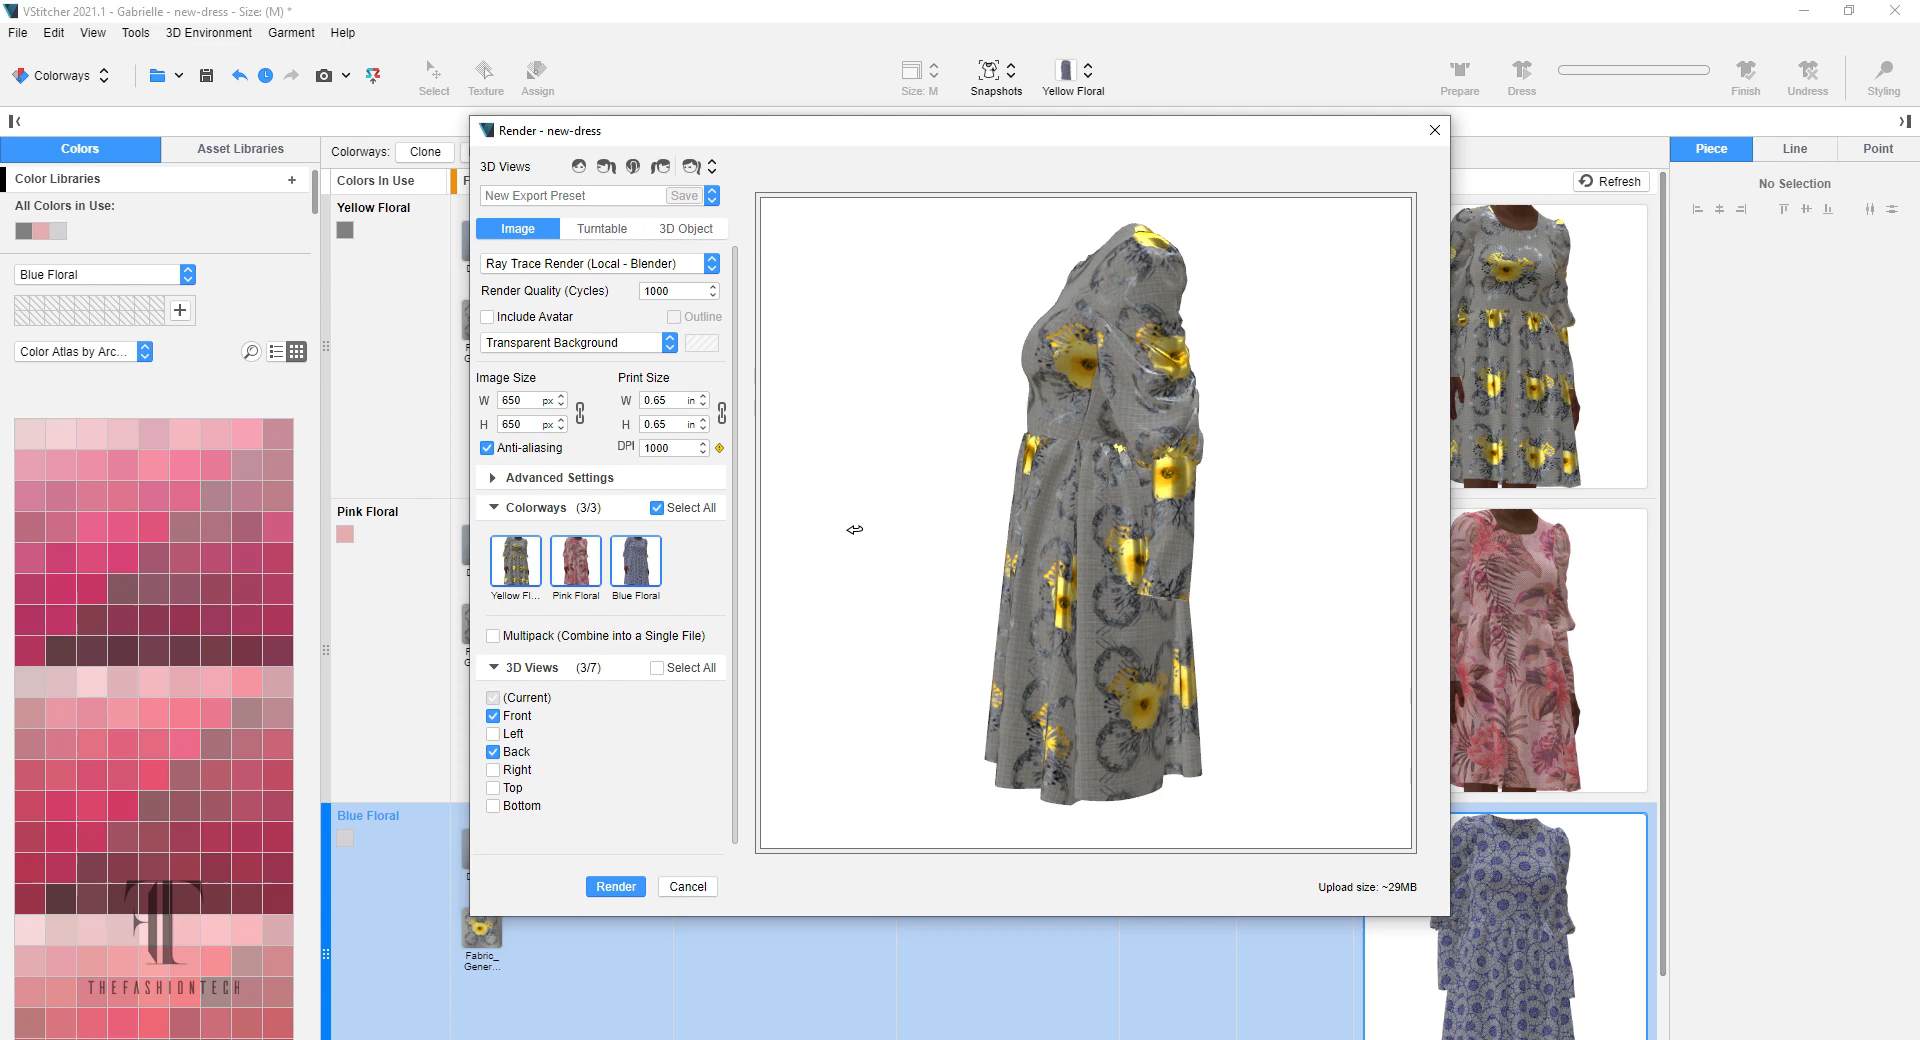 VStitcher 2021.1 - Gabrielle - new-dress - Size: (M) *
File Edit View Tools 3D Environment Garment Help
Colorways
Select Texture Assign
Size: M Snapshots Yellow Floral
Prepare Dress Finish Undress Styling
Colors Asset Libraries
Color Libraries +
All Colors in Use:
Blue Floral
+
Color Atlas by Arc...
THEFASHIONTECH
Colorways: Clone
Colors In Use
Yellow Floral
Pink Floral
Blue Floral
Fabric_
Gener...
Render - new-dress
3D Views
New Export Preset Save
Image Turntable 3D Object
Ray Trace Render (Local - Blender)
Render Quality (Cycles) 1000
Include Avatar Outline
Transparent Background
Image Size Print Size
W 650 px W 0.65 in
H 650 px H 0.65 in
Anti-aliasing DPI 1000
Advanced Settings
Colorways (3/3) Select All
Yellow Fl... Pink Floral Blue Floral
Multipack (Combine into a Single File)
3D Views (3/7) Select All
(Current)
Front
Left
Back
Right
Top
Bottom
Render Cancel
Upload size: ~29MB
Refresh
Piece Line Point
No Selection